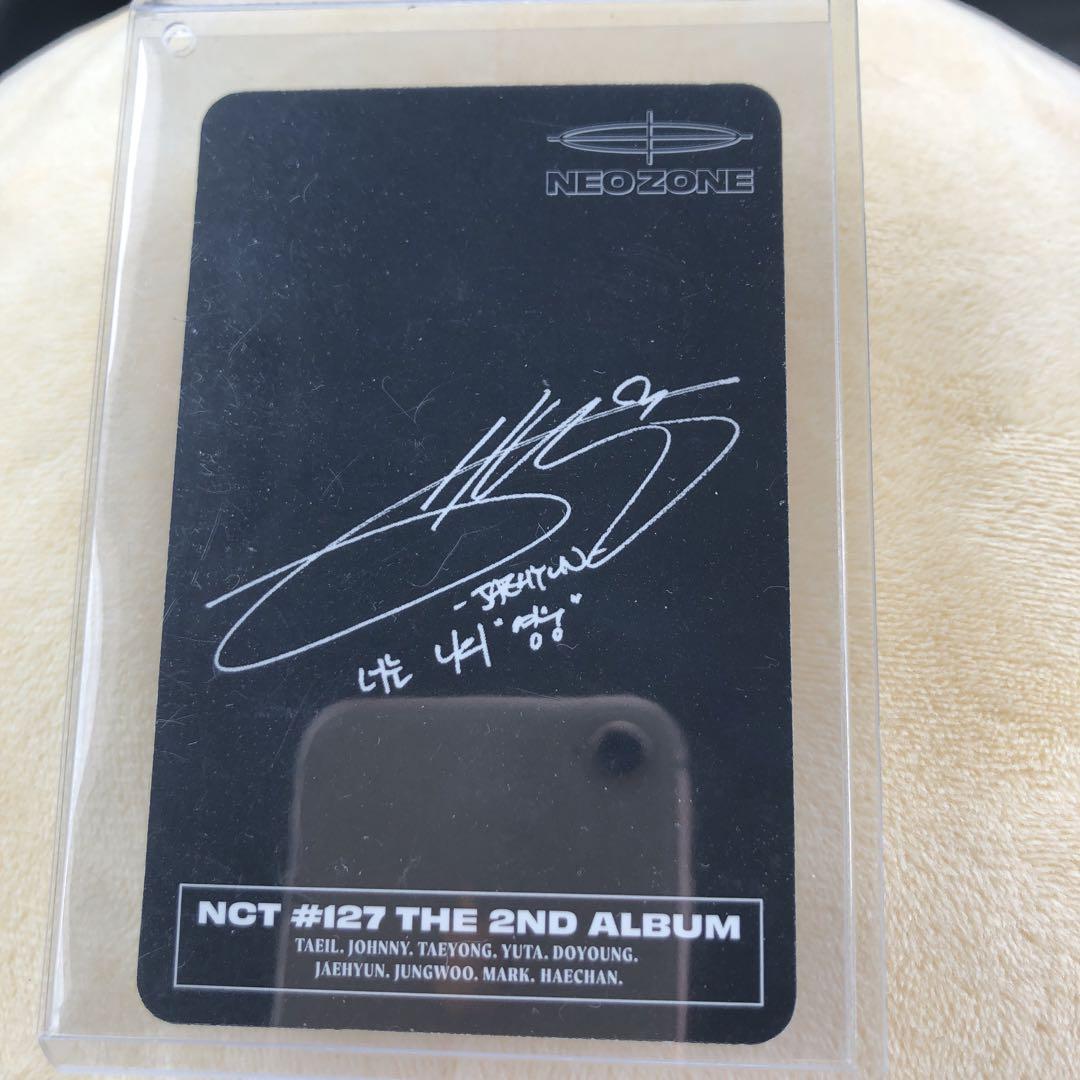 NEOZONE
- JAEHYUN -
NCT #127 THE 2ND ALBUM
TAEIL. JOHNNY. TAEYONG. YUTA. DOYOUNG.
JAEHYUN. JUNGWOO. MARK. HAECHAN.